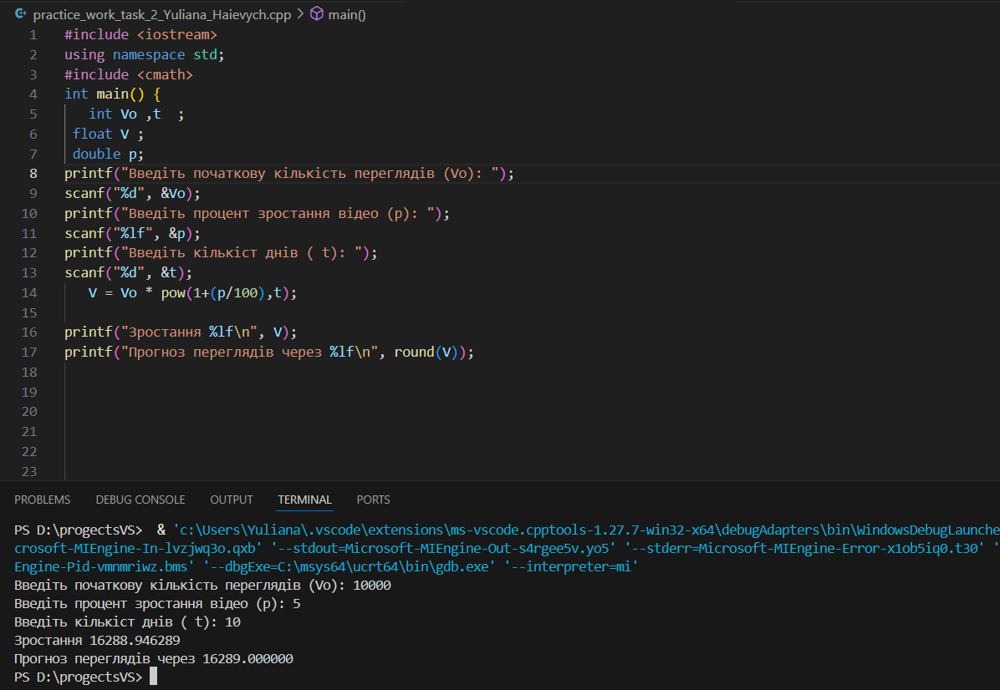 practice_work_task_2_Yuliana_Haievych.cpp > main()
1 #include <iostream>
2 using namespace std;
3 #include <cmath>
4 int main() {
5 int Vo ,t  ;
6 float V ;
7 double p;
8 printf("Введіть початкову кількість переглядів (Vo): ");
9 scanf("%d", &Vo);
10 printf("Введіть процент зростання відео (p): ");
11 scanf("%lf", &p);
12 printf("Введіть кількіст днів ( t): ");
13 scanf("%d", &t);
14 V = Vo * pow(1+(p/100),t);
15
16 printf("Зростання %lf\n", V);
17 printf("Прогноз переглядів через %lf\n", round(V));
18
19
20
21
22
23
PROBLEMS DEBUG CONSOLE OUTPUT TERMINAL PORTS
PS D:\progectsVS>  & 'c:\Users\Yuliana\.vscode\extensions\ms-vscode.cpptools-1.27.7-win32-x64\debugAdapters\bin\WindowsDebugLaunche
crosoft-MIEngine-In-lvzjwq3o.qxb' '--stdout=Microsoft-MIEngine-Out-s4rgee5v.yo5' '--stderr=Microsoft-MIEngine-Error-x1ob5iq0.t30' '
Engine-Pid-vmnmriwz.bms' '--dbgExe=C:\msys64\ucrt64\bin\gdb.exe' '--interpreter=mi'
Введіть початкову кількість переглядів (Vo): 10000
Введіть процент зростання відео (p): 5
Введіть кількіст днів ( t): 10
Зростання 16288.946289
Прогноз переглядів через 16289.000000
PS D:\progectsVS>